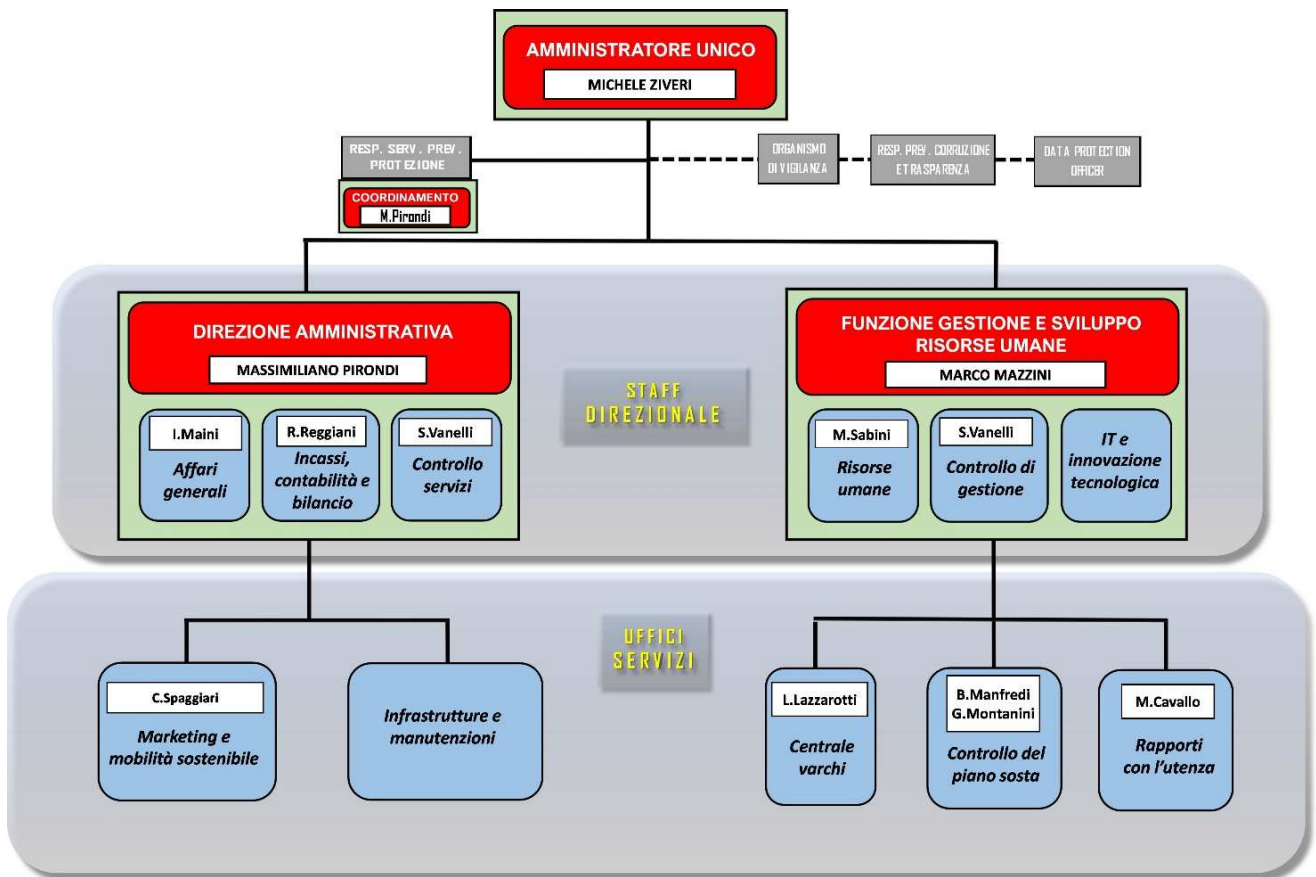 AMMINISTRATORE UNICO
MICHELE ZIVERI
RESP. SERV. PREV.
PROTEZIONE
COORDINAMENTO
M.Pirondi
ORGANISMO
DI VIGILANZA
RESP. PREV. CORRUZIONE
E TRASPARENZA
DATA PROTECTION
OFFICER
DIREZIONE AMMINISTRATIVA
MASSIMILIANO PIRONDI
I.Maini
Affari
generali
R.Reggiani
Incassi,
contabilità e
bilancio
S.Vanelli
Controllo
servizi
STAFF
DIREZIONALE
FUNZIONE GESTIONE E SVILUPPO
RISORSE UMANE
MARCO MAZZINI
M.Sabini
Risorse
umane
S.Vanelli
Controllo di
gestione
IT e
innovazione
tecnologica
UFFICI
SERVIZI
C.Spaggiari
Marketing e
mobilità sostenibile
Infrastrutture e
manutenzioni
L.Lazzarotti
Centrale
varchi
B.Manfredi
G.Montanini
Controllo del
piano sosta
M.Cavallo
Rapporti
con l'utenza